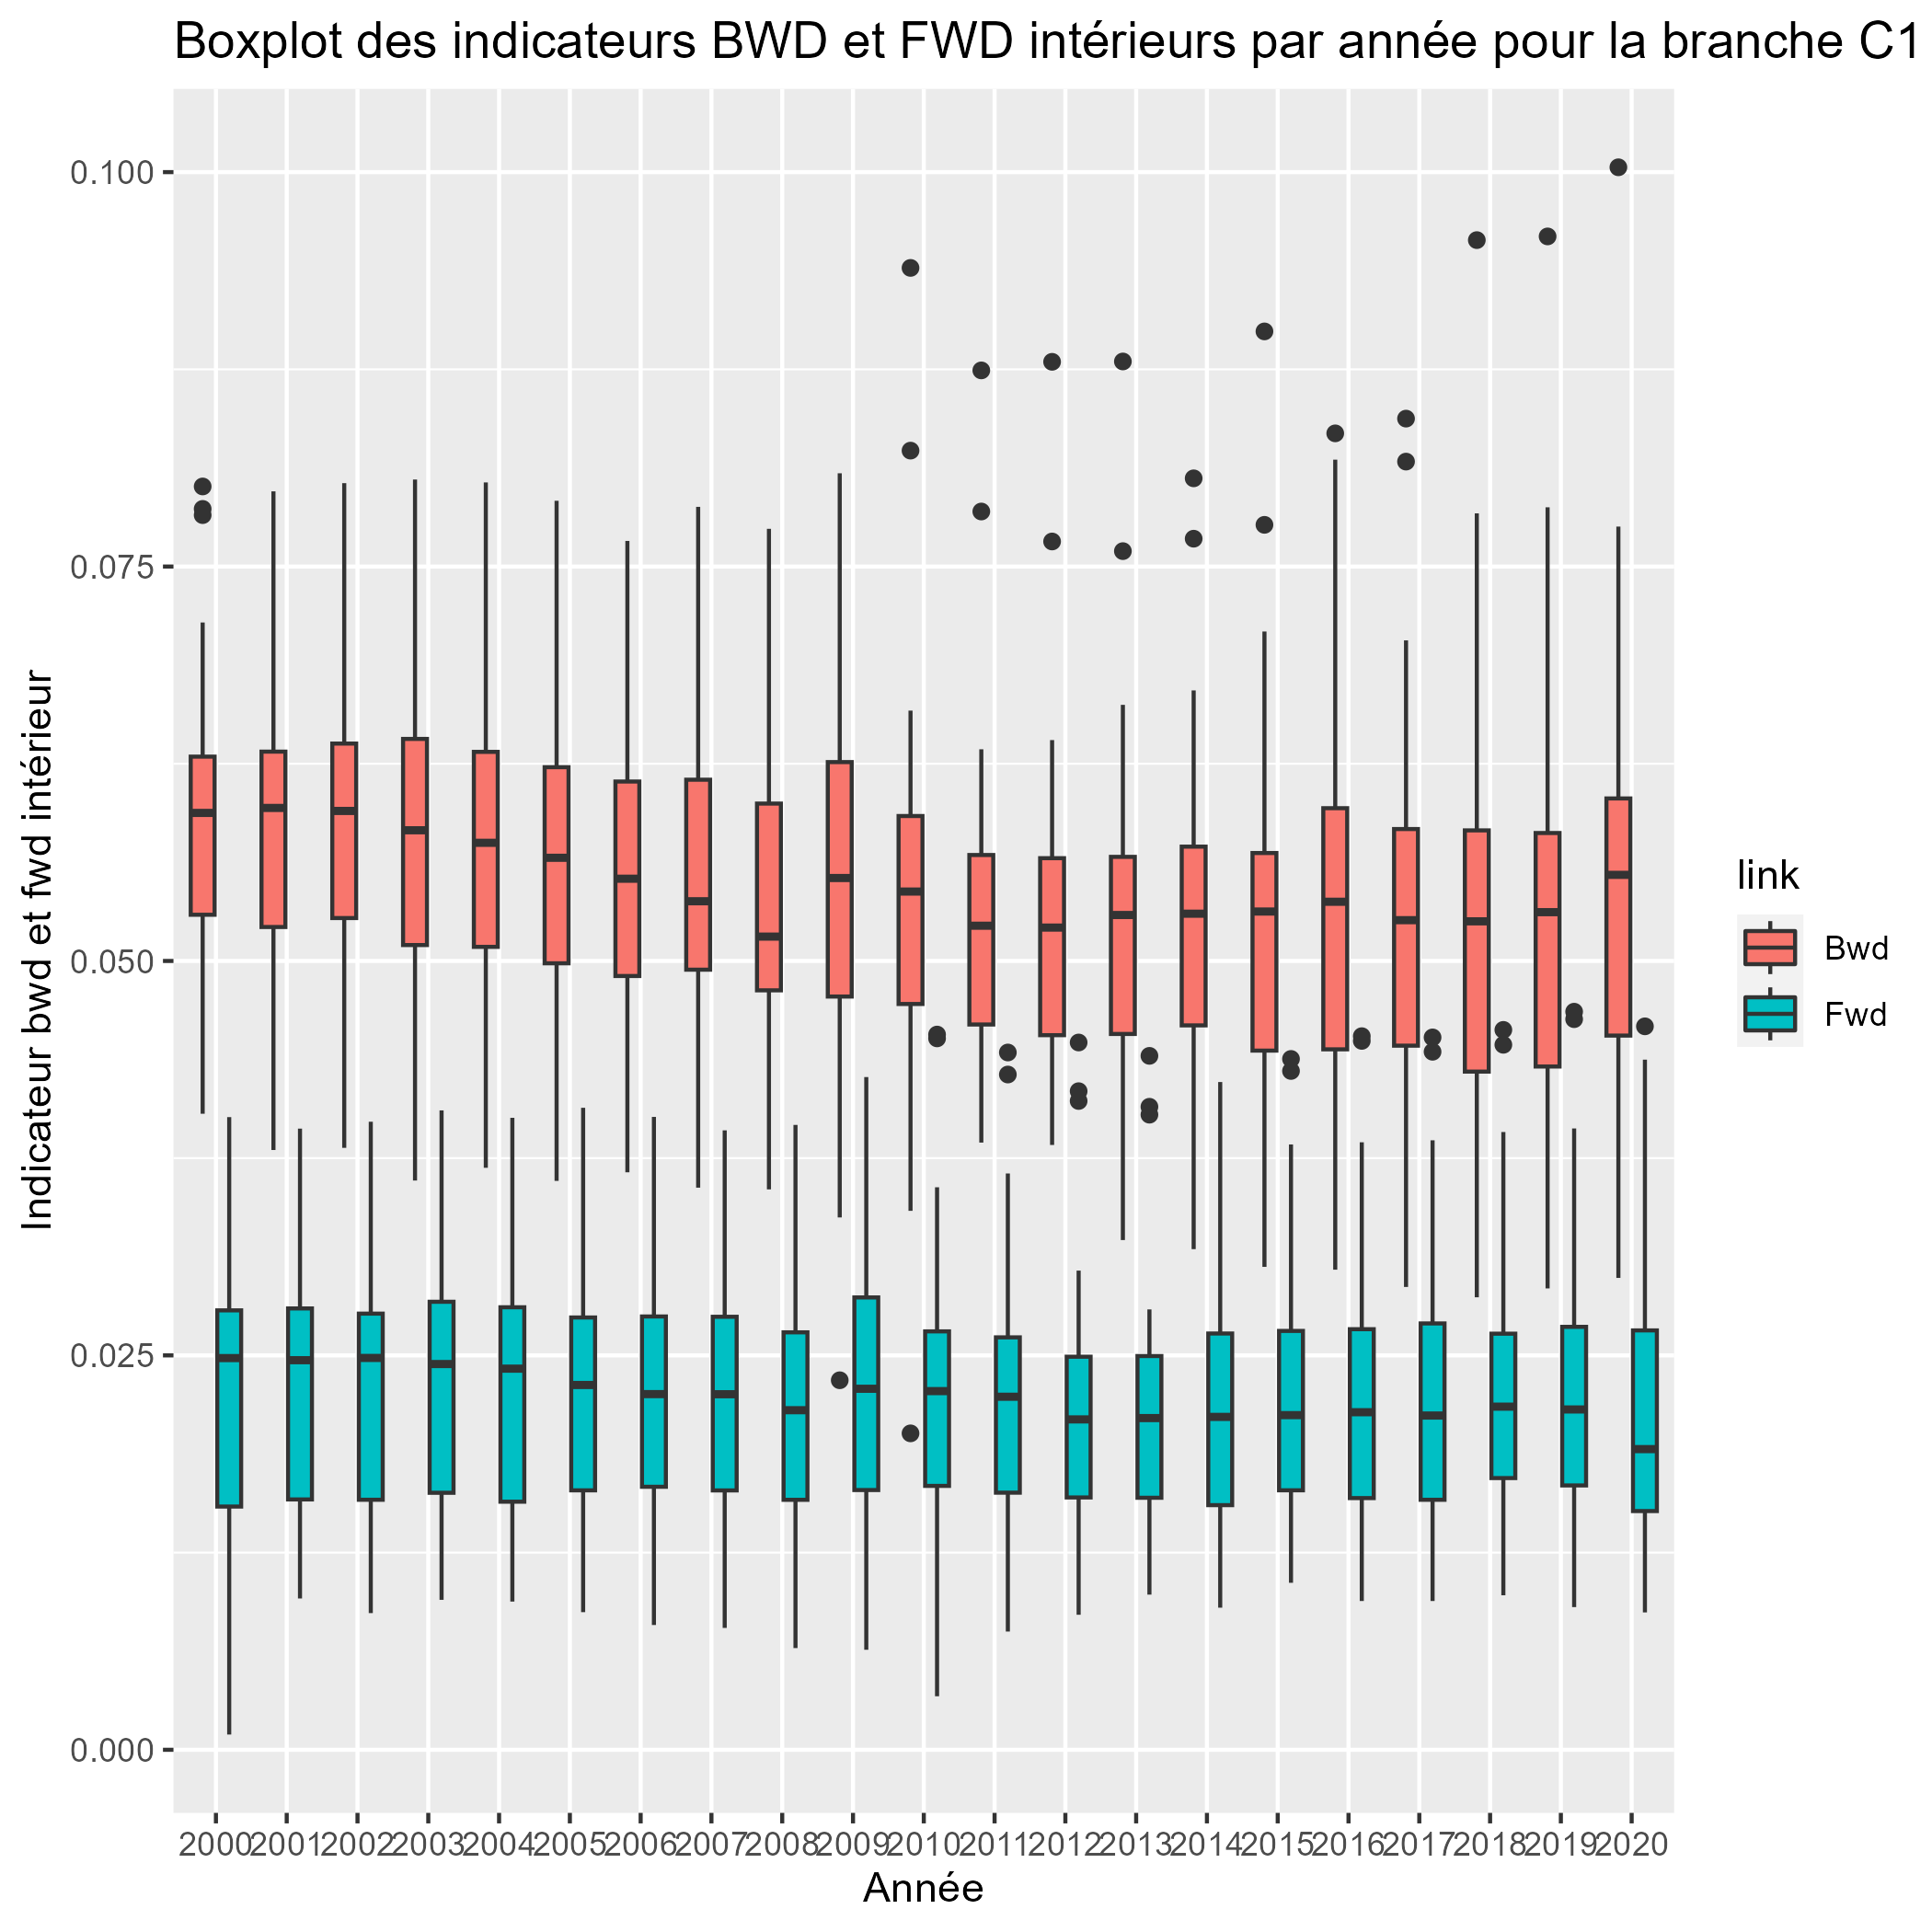 Boxplot des indicateurs BWD et FWD intérieurs par année pour la branche C1
Indicateur bwd et fwd intérieur
0.100
0.075
0.050
0.025
0.000
2000 2001 2002 2003 2004 2005 2006 2007 2008 2009 2010 2011 2012 2013 2014 2015 2016 2017 2018 2019 2020
Année
link
Bwd
Fwd